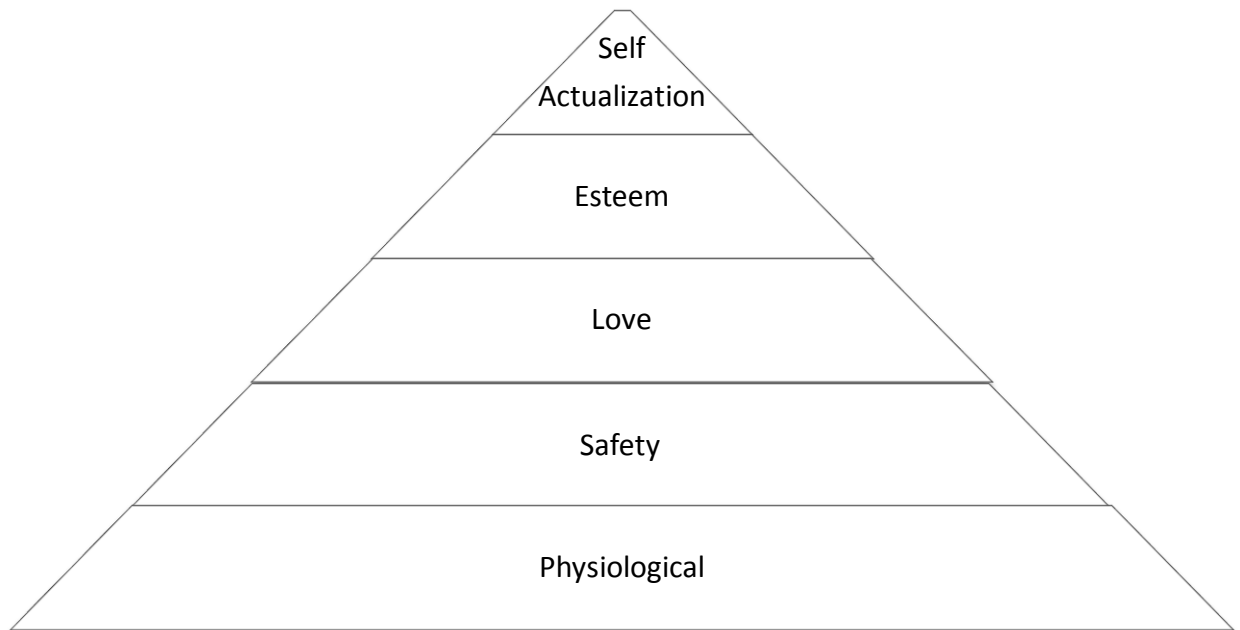 Self
Actualization
Esteem
Love
Safety
Physiological